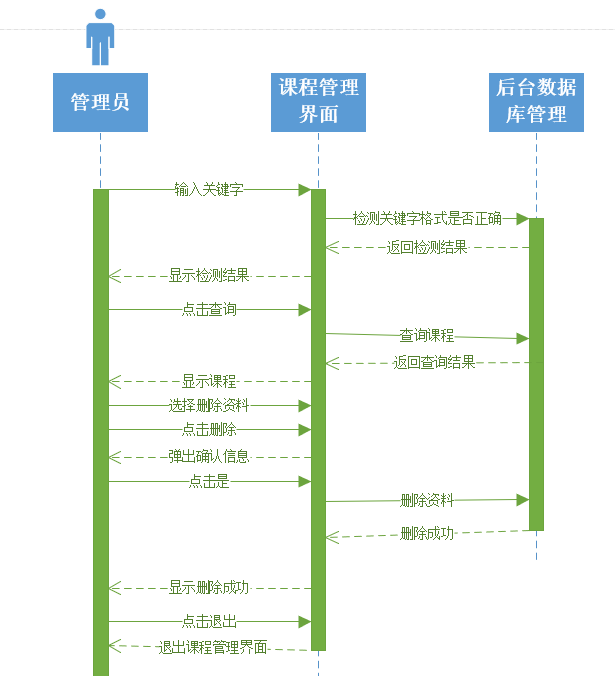 管理员
课程管理
界面
后台数据
库管理
输入关键字
检测关键字格式是否正确
返回检测结果
显示检测结果
点击查询
查询课程
返回查询结果
显示课程
选择删除资料
点击删除
弹出确认信息
点击是
删除资料
删除成功
显示删除成功
点击退出
退出课程管理界面